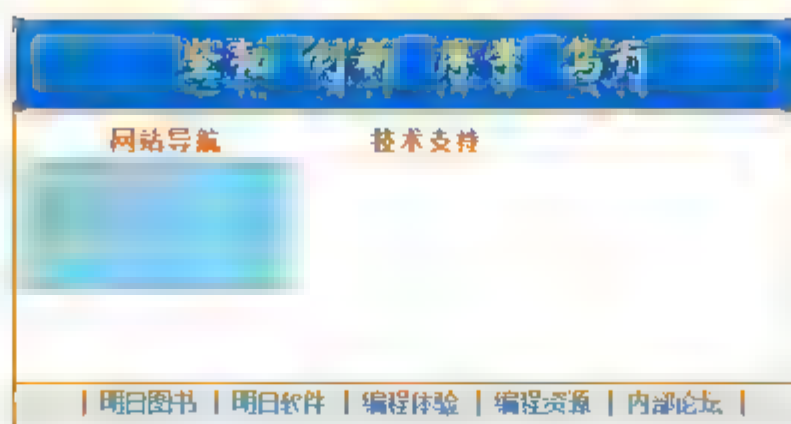 网站导航 技术支持
| 明日图书 | 明日软件 | 编程体验 | 编程资源 | 内部论坛 |